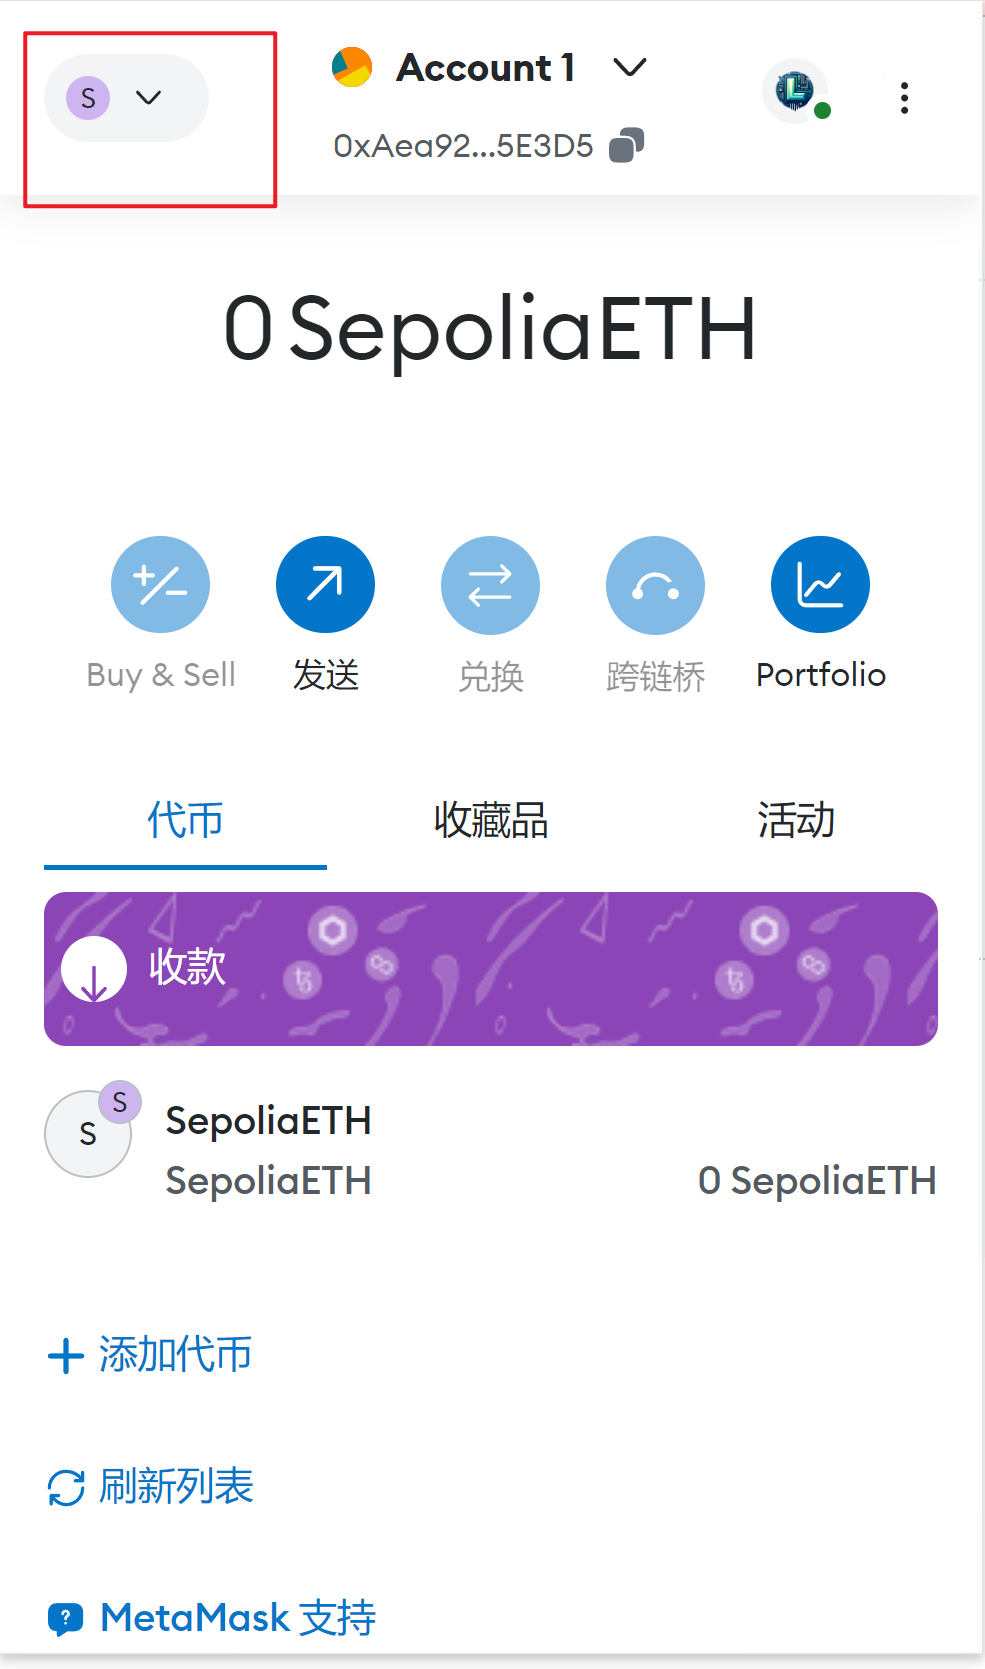 S
Account 1
0xAea92...5E3D5
0 SepoliaETH
Buy & Sell
发送
兑换
跨链桥
Portfolio
代币
收藏品
活动
收款
S
S
SepoliaETH
SepoliaETH
0 SepoliaETH
添加代币
刷新列表
MetaMask 支持